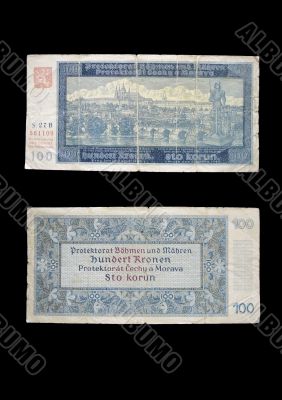 Protektorat Böhmen und Mähren
Protektorát Čechy a Morava
S 27 B
561109
100
Hundert Kronen
Sto korun
100
Protektorat Böhmen und Mähren
Hundert Kronen
Protektorát Čechy a Morava
Sto korun
100
ALBUMO